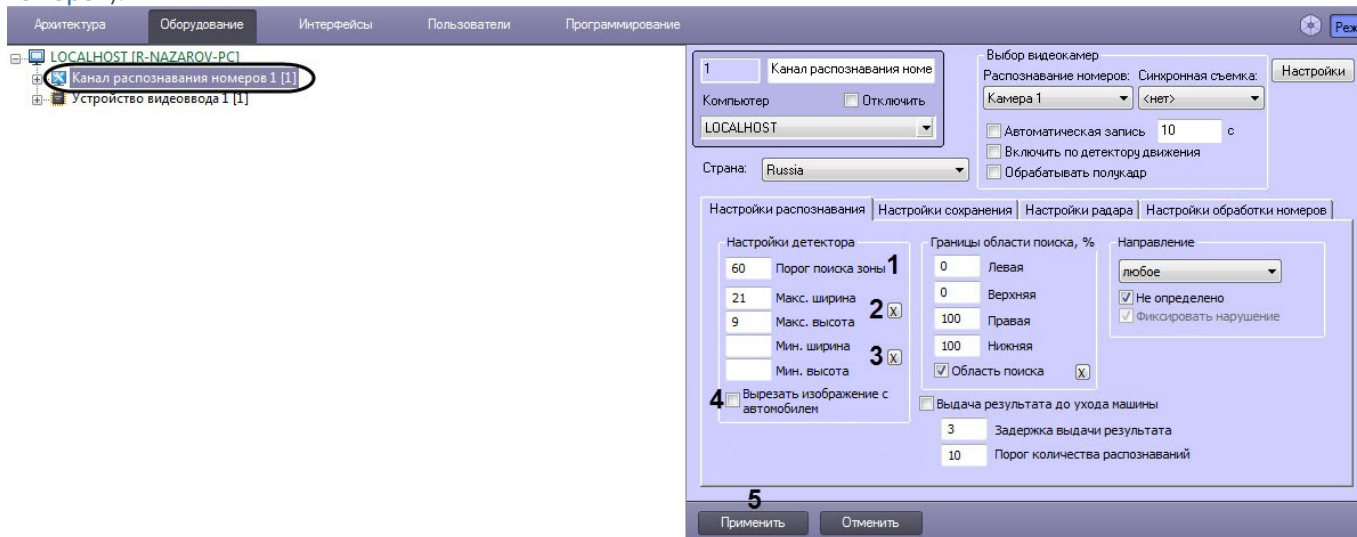 Архитектура Оборудование Интерфейсы Пользователи Программирование
LOCALHOST [R-NAZAROV-PC]
Канал распознавания номеров 1 [1]
Устройство видеоввода 1 [1]
1 Канал распознавания номе
Компьютер Отключить
LOCALHOST
Страна: Russia
Выбор видеокамер
Распознавание номеров: Синхронная съемка:
Камера 1 <нет>
Автоматическая запись 10 с
Включить по детектору движения
Обрабатывать полукадр
Настройки
Настройки распознавания Настройки сохранения Настройки радара Настройки обработки номеров
Настройки детектора
60 Порог поиска зоны 1
21 Макс. ширина
2 X
9 Макс. высота
Мин. ширина
3 X
Мин. высота
4 Вырезать изображение с
автомобилем
Границы области поиска, %
0 Левая
0 Верхняя
100 Правая
100 Нижняя
Область поиска X
Направление
любое
Не определено
Фиксировать нарушение
Выдача результата до ухода машины
3 Задержка выдачи результата
10 Порог количества распознаваний
5
Применить Отменить